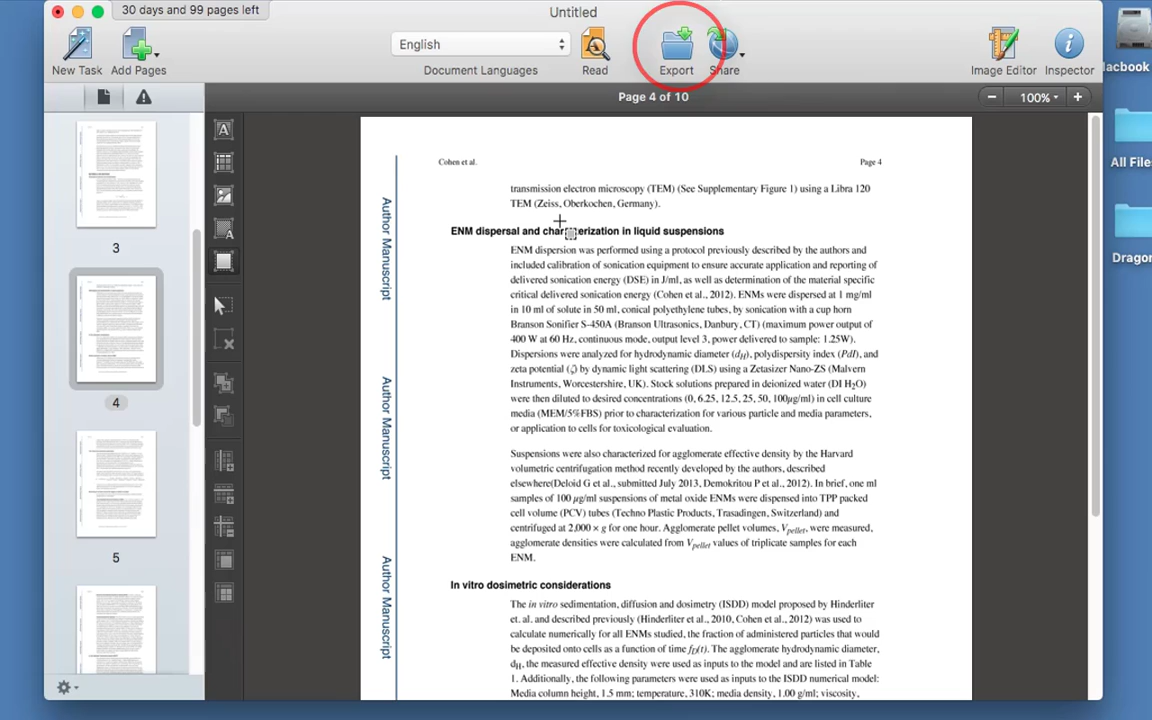 30 days and 99 pages left
Untitled
New Task
Add Pages
English
Document Languages
Read
Export
Share
Image Editor
Inspector
Page 4 of 10
100%
3
4
5
Cohen et al.
Page 4
transmission electron microscopy (TEM) (See Supplementary Figure 1) using a Libra 120
TEM (Zeiss, Oberkochen, Germany).
ENM dispersal and characterization in liquid suspensions
ENM dispersion was performed using a protocol previously described by the authors and
included calibration of sonication equipment to ensure accurate application and reporting of
delivered sonication energy (DSE) in J/ml, as well as determination of the material specific
critical delivered sonication energy (Cohen et al., 2012). ENMs were dispersed at 1 mg/ml
in 10 ml of solute in 50 ml, conical polyethylene tubes, by sonication with a cup horn
Branson Sonifier S-450A (Branson Ultrasonics, Danbury, CT) (maximum power output of
400 W at 60 Hz, continuous mode, output level 3, power delivered to sample: 1.25W).
Dispersions were analyzed for hydrodynamic diameter (dH), polydispersity index (PdI), and
zeta potential (ζ) by dynamic light scattering (DLS) using a Zetasizer Nano-ZS (Malvern
Instruments, Worcestershire, UK). Stock solutions prepared in deionized water (DI H2O)
were then diluted to desired concentrations (0, 6.25, 12.5, 25, 50, 100μg/ml) in cell culture
media (MEM/5%FBS) prior to characterization for various particle and media parameters,
or application to cells for toxicological evaluation.
Suspensions were also characterized for agglomerate effective density by the Harvard
volumetric centrifugation method recently developed by the authors, described
elsewhere(Deloid G et al., submitted July 2013, Demokritou P et al., 2012). In brief, one ml
samples of 100 μg/ml suspensions of metal oxide ENMs were dispersed into TPP packed
cell volume (PCV) tubes (Techno Plastic Products, Trasadingen, Switzerland) and
centrifuged at 2,000 × g for one hour. Agglomerate pellet volumes, Vpellet, were measured,
agglomerate densities were calculated from Vpellet values of triplicate samples for each
ENM.
In vitro dosimetric considerations
The in vitro sedimentation, diffusion and dosimetry (ISDD) model proposed by Hinderliter
et. al. and described previously (Hinderliter et al., 2010, Cohen et al., 2012) was used to
calculate numerically for all ENMs studied, the fraction of administered particles that would
be deposited onto cells as a function of time fD(t). The agglomerate hydrodynamic diameter,
dH, the measured effective density were used as inputs to the model and are listed in Table
1. Additionally, the following parameters were used as inputs to the ISDD numerical model:
Media column height, 1.5 mm; temperature, 310K; media density, 1.00 g/ml; viscosity,
Author Manuscript
Author Manuscript
Author Manuscript
acbook
All File
Drago